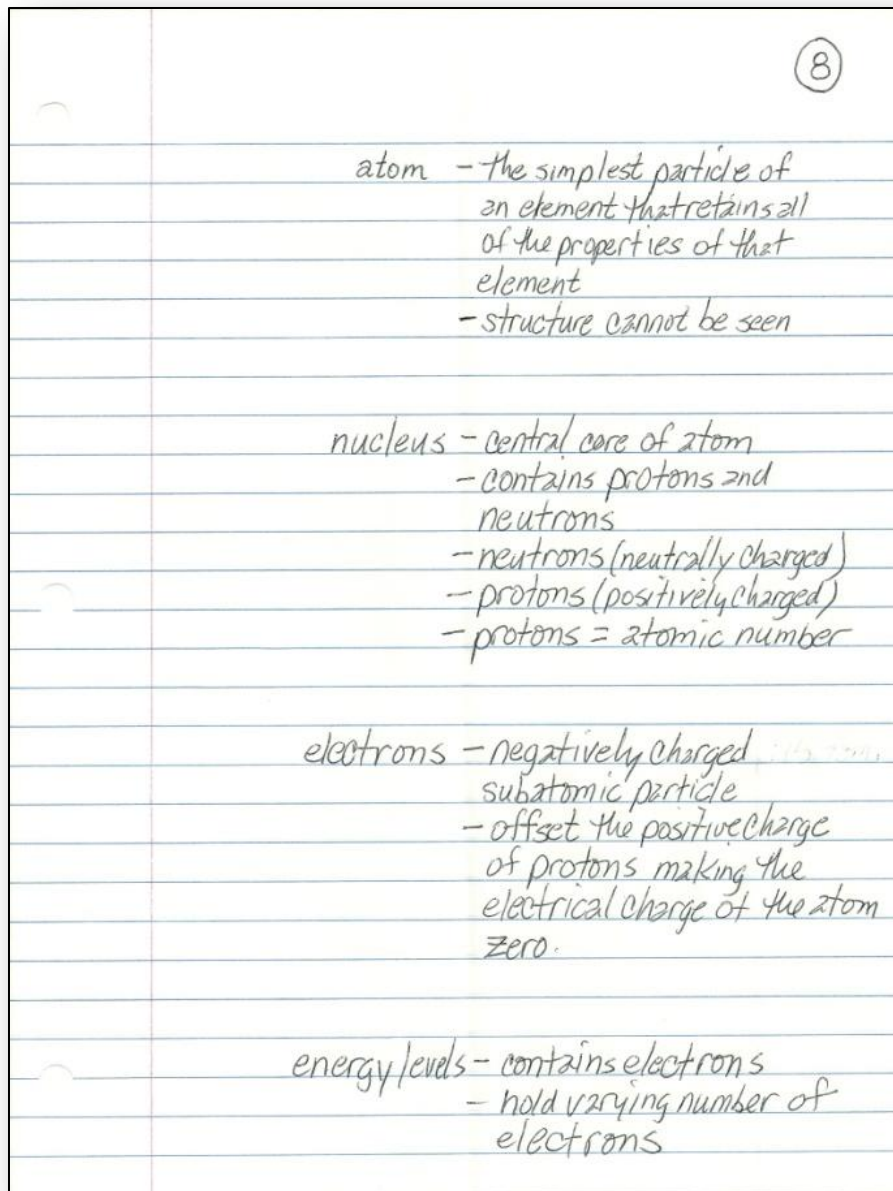 8
atom - the simplest particle of
an element that retains all
of the properties of that
element
- structure cannot be seen
nucleus - central core of atom
- contains protons and
neutrons
- neutrons (neutrally charged)
- protons (positively charged)
- protons = atomic number
electrons - negatively charged
subatomic particle
- offset the positive charge
of protons making the
electrical charge of the atom
zero.
energy levels - contains electrons
- hold varying number of
electrons